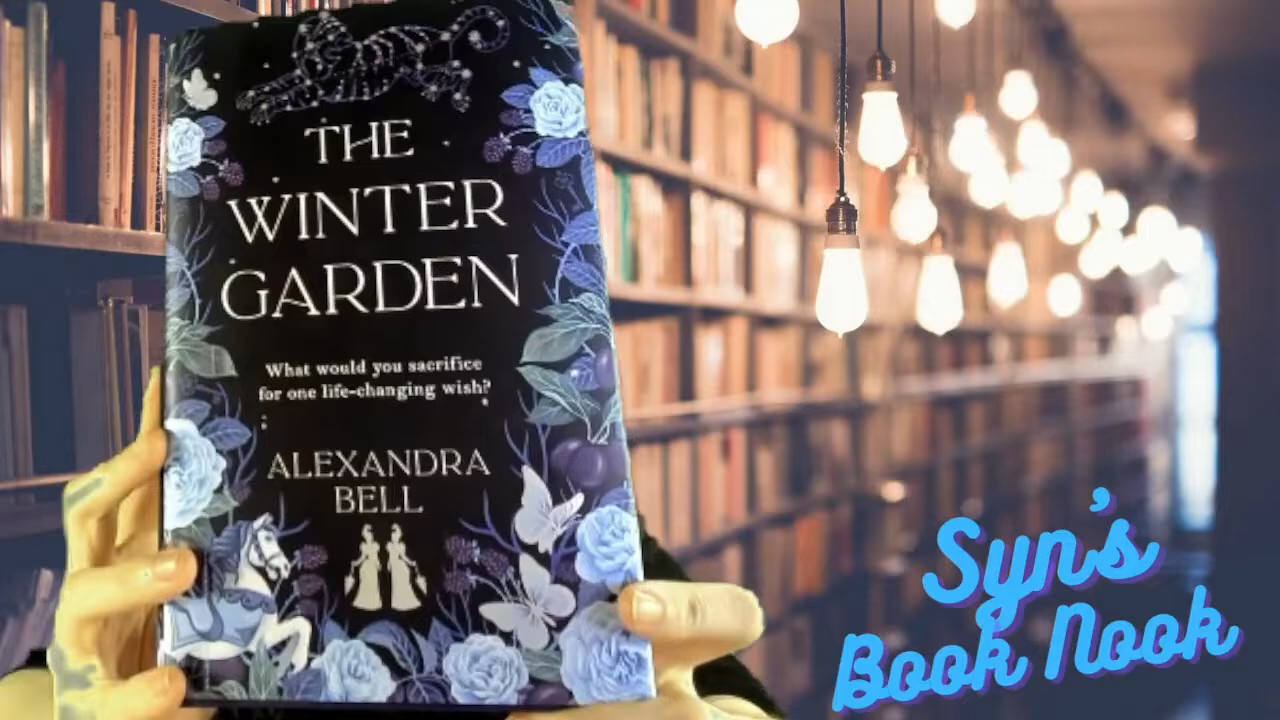 THE
WINTER
GARDEN
What would you sacrifice
for one life-changing wish?
ALEXANDRA
BELL
Syn's
Book Nook